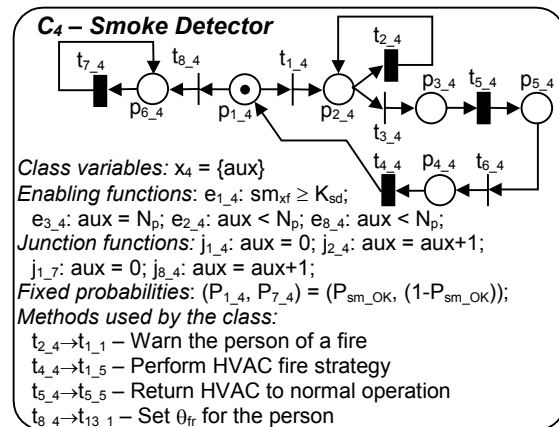 C4 – Smoke Detector
t2_4
t7_4
t8_4
t1_4
p3_4
t5_4
p5_4
p6_4
p1_4
p2_4
t3_4
t4_4
p4_4
t6_4
Class variables: x4 = {aux}
Enabling functions: e1_4: smxf ≥ Ksd;
e3_4: aux = Np; e2_4: aux < Np; e8_4: aux < Np;
Junction functions: j1_4: aux = 0; j2_4: aux = aux+1;
j1_7: aux = 0; j8_4: aux = aux+1;
Fixed probabilities: (P1_4, P7_4) = (Psm_OK, (1-Psm_OK));
Methods used by the class:
t2_4→t1_1 – Warn the person of a fire
t4_4→t1_5 – Perform HVAC fire strategy
t5_4→t5_5 – Return HVAC to normal operation
t8_4→t13_1 – Set θfr for the person